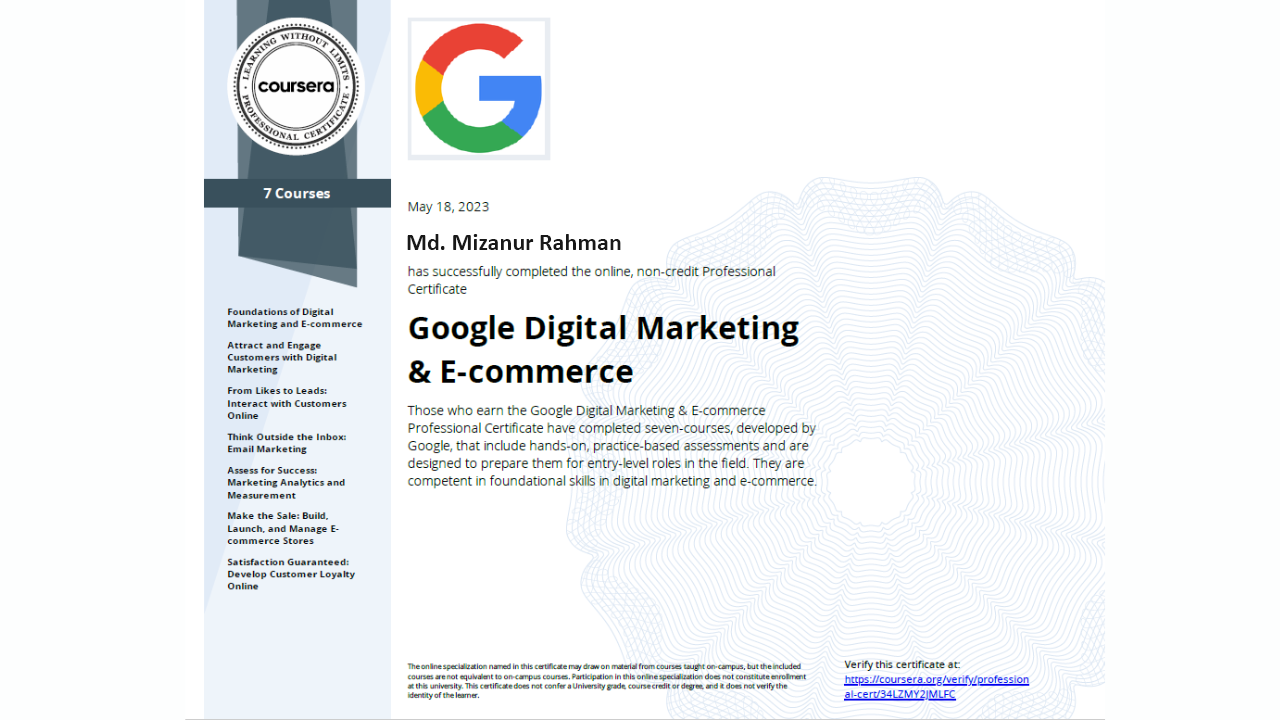 LEARNING WITHOUT LIMITS
coursera
PROFESSIONAL CERTIFICATE
7 Courses
Foundations of Digital
Marketing and E-commerce
Attract and Engage
Customers with Digital
Marketing
From Likes to Leads:
Interact with Customers
Online
Think Outside the Inbox:
Email Marketing
Assess for Success:
Marketing Analytics and
Measurement
Make the Sale: Build,
Launch, and Manage E-
commerce Stores
Satisfaction Guaranteed:
Develop Customer Loyalty
Online
May 18, 2023
Md. Mizanur Rahman
has successfully completed the online, non-credit Professional
Certificate
Google Digital Marketing
& E-commerce
Those who earn the Google Digital Marketing & E-commerce
Professional Certificate have completed seven-courses, developed by
Google, that include hands-on, practice-based assessments and are
designed to prepare them for entry-level roles in the field. They are
competent in foundational skills in digital marketing and e-commerce.
The online specialization named in this certificate may draw on material from courses taught on-campus, but the included
courses are not equivalent to on-campus courses. Participation in this online specialization does not constitute enrollment
at this university. This certificate does not confer a University grade, course credit or degree, and it does not verify the
identity of the learner.
Verify this certificate at:
https://coursera.org/verify/profession
al-cert/34LZMY2JMLFC